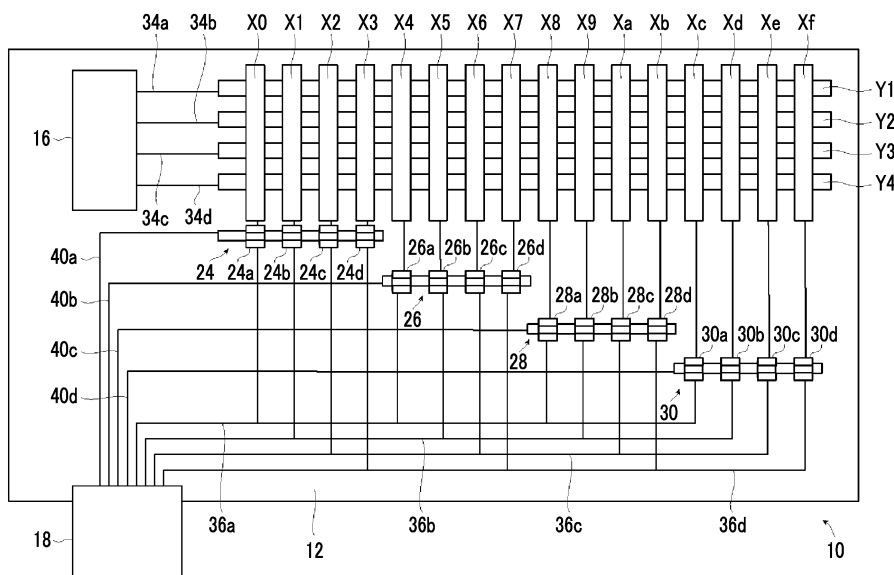 34a 34b X0 X1 X2 X3 X4 X5 X6 X7 X8 X9 Xa Xb Xc Xd Xe Xf
Y1
16 Y2
Y3
Y4
34c 34d
40a 24 24a 24b 24c 24d 26a 26b 26c 26d
40b 26 28a 28b 28c 28d
40c 28 30a 30b 30c 30d
40d 30
18 36a 12 36b 36c 36d 10